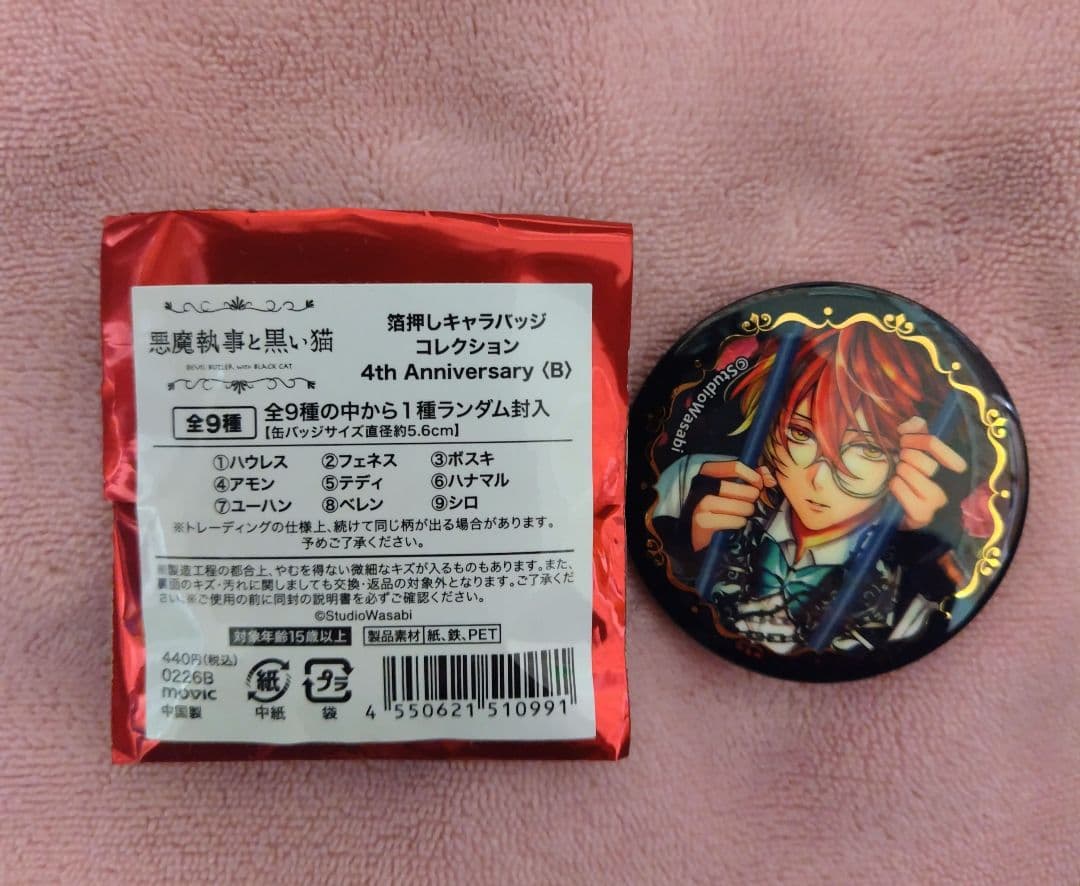 悪魔執事と黒い猫
DEVIL BUTLER with BLACK CAT
箔押しキャラバッジ
コレクション
4th Anniversary〈B〉
全9種
全9種の中から1種ランダム封入
【缶バッジサイズ直径約5.6cm】
①ハウレス ②フェネス ③ボスキ
④アモン ⑤テディ ⑥ハナマル
⑦ユーハン ⑧ベレン ⑨シロ
※トレーディングの仕様上、続けて同じ柄が出る場合があります。
予めご了承ください。
※製造工程の都合上、やむを得ない微細なキズが入るものもあります。また、
裏面のキズ・汚れに関しましても交換・返品の対象外となります。ご了承くだ
さい。※ご使用の前に同封の説明書を必ずご確認ください。
©StudioWasabi
対象年齢15歳以上
製品素材 紙、鉄、PET
440円(税込)
0226B
movic
中国製
紙
中紙
プラ
袋
4 550621 510991
©StudioWasabi